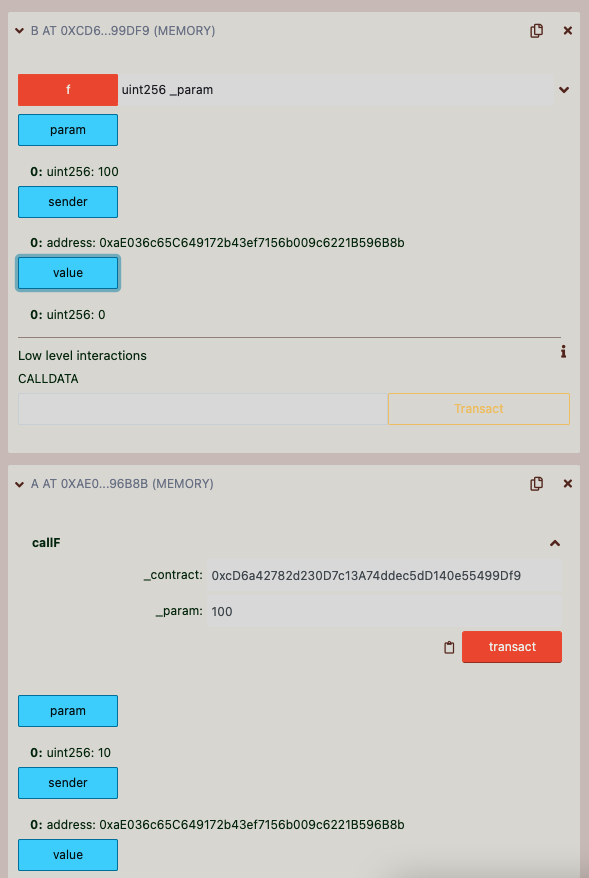 B AT 0XCD6...99DF9 (MEMORY)
f uint256 _param
param
0: uint256: 100
sender
0: address: 0xaE036c65C649172b43ef7156b009c6221B596B8b
value
0: uint256: 0
Low level interactions
CALLDATA
Transact
A AT 0XAE0...96B8B (MEMORY)
callF
_contract: 0xcD6a42782d230D7c13A74ddec5dD140e55499Df9
_param: 100
transact
param
0: uint256: 10
sender
0: address: 0xaE036c65C649172b43ef7156b009c6221B596B8b
value